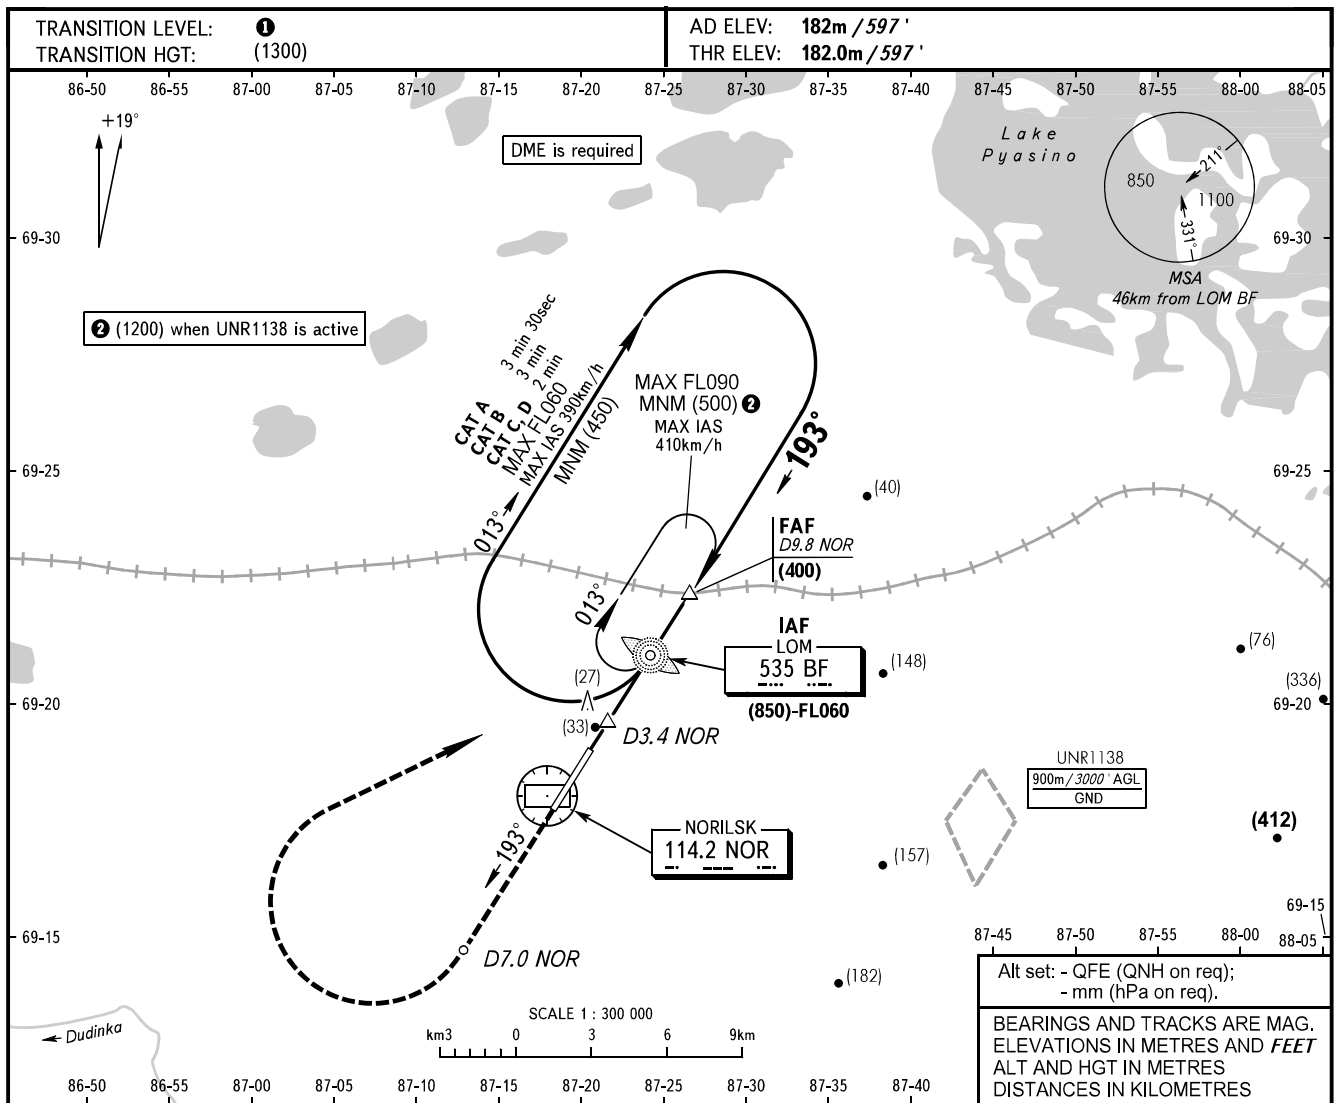 TRANSITION LEVEL: ❶
TRANSITION HGT: (1300)
AD ELEV: 182m / 597 '
THR ELEV: 182.0m / 597 '
86-50 86-55 87-00 87-05 87-10 87-15 87-20 87-25 87-30 87-35 87-40 87-45 87-50 87-55 88-00 88-05
+19°
DME is required
Lake
Pyasino
850
211°
1100
331°
MSA
46km from LOM BF
69-30
69-30
❷ (1200) when UNR1138 is active
CAT A 3 min 30sec
CAT B 3 min
CAT C, D 2 min
MAX FL060
MAX IAS 390km/h
MNM (450)
013°
MAX FL090
MNM (500) ❷
MAX IAS
410km/h
193°
69-25
69-25
(40)
FAF
D9.8 NOR
(400)
013°
IAF
LOM
535 BF
(850)-FL060
(148)
(76)
(336)
(27)
69-20
69-20
(33)
D3.4 NOR
UNR1138
900m / 3000 ' AGL
GND
(412)
NORILSK
114.2 NOR
193°
(157)
69-15
69-15
D7.0 NOR
87-45 87-50 87-55 88-00 88-05
(182)
Alt set: - QFE (QNH on req);
- mm (hPa on req).
SCALE 1 : 300 000
km3 0 3 6 9km
Dudinka
BEARINGS AND TRACKS ARE MAG.
ELEVATIONS IN METRES AND FEET
ALT AND HGT IN METRES
DISTANCES IN KILOMETRES
86-50 86-55 87-00 87-05 87-10 87-15 87-20 87-25 87-30 87-35 87-40